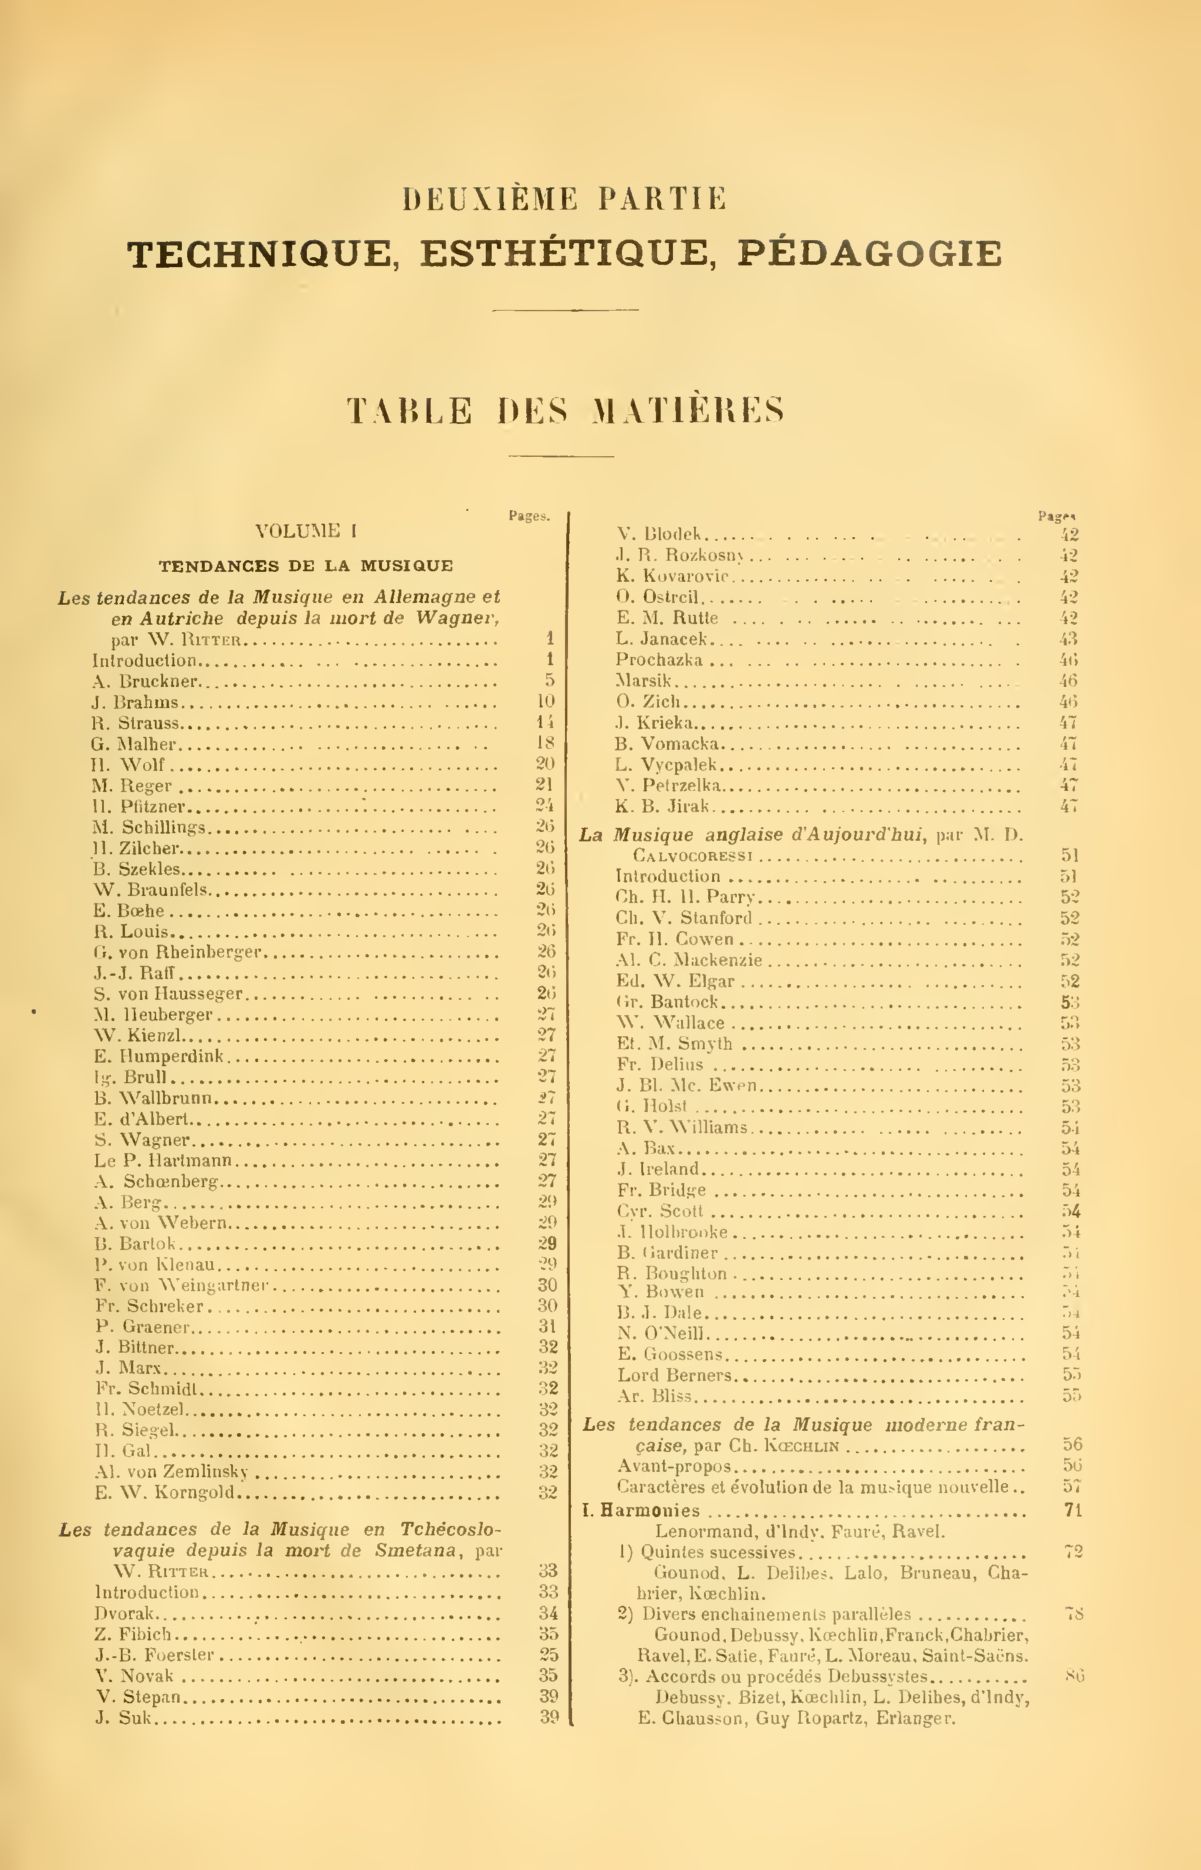 DEUXIÈME PARTIE
TECHNIQUE, ESTHÉTIQUE, PÉDAGOGIE
TABLE DES MATIÈRES
Pages.
VOLUME I
TENDANCES DE LA MUSIQUE
Les tendances de la Musique en Allemagne et
en Autriche depuis la mort de Wagner,
par W. RITTER 1
Introduction 1
A. Bruckner 5
J. Brahms 10
R. Strauss 14
G. Malher 18
H. Wolf 20
M. Reger 21
H. Pfitzner 24
M. Schillings 26
H. Zilcher 26
B. Szekles 26
W. Braunfels 26
E. Bœhe 26
R. Louis 26
G. von Rheinberger 26
J.-J. Raff 26
S. von Hausseger 26
M. Heuberger 27
W. Kienzl 27
E. Humperdink 27
Ig. Brull 27
B. Wallbrunn 27
E. d'Albert 27
S. Wagner 27
Le P. Hartmann 27
A. Schœnberg 27
A. Berg 29
A. von Webern 29
B. Bartok 29
P. von Klenau 29
F. von Weingartner 30
Fr. Schreker 30
P. Graener 31
J. Bittner 32
J. Marx 32
Fr. Schmidt 32
H. Noetzel 32
R. Siegel 32
H. Gal 32
Al. von Zemlinsky 32
E. W. Korngold 32
Les tendances de la Musique en Tchécoslo-
vaquie depuis la mort de Smetana, par
W. RITTER 33
Introduction 33
Dvorak 34
Z. Fibich 35
J.-B. Foerster 25
V. Novak 35
V. Stepan 39
J. Suk 39
Pages
V. Blodek 42
J. R. Rozkosny 42
K. Kovarovic 42
O. Ostrcil 42
E. M. Rutte 42
L. Janacek 43
Prochazka 46
Marsik 46
O. Zich 46
J. Krieka 47
B. Vomacka 47
L. Vycpalek 47
V. Petrzelka 47
K. B. Jirak 47
La Musique anglaise d'Aujourd'hui, par M. D.
CALVOCORESSI 51
Introduction 51
Ch. H. H. Parry 52
Ch. V. Stanford 52
Fr. H. Cowen 52
Al. C. Mackenzie 52
Ed. W. Elgar 52
Gr. Bantock 53
W. Wallace 53
Et. M. Smyth 53
Fr. Delius 53
J. Bl. Mc. Ewen 53
G. Holst 53
R. V. Williams 54
A. Bax 54
J. Ireland 54
Fr. Bridge 54
Cyr. Scott 54
J. Holbrooke 54
B. Gardiner 54
R. Boughton 54
Y. Bowen 54
B. J. Dale 54
N. O'Neill 54
E. Goossens 54
Lord Berners 55
Ar. Bliss 55
Les tendances de la Musique moderne fran-
çaise, par Ch. KŒCHLIN 56
Avant-propos 56
Caractères et évolution de la musique nouvelle.. 57
I. Harmonies 71
Lenormand, d'Indy, Fauré, Ravel.
1) Quintes sucessives 72
Gounod, L. Delibes, Lalo, Bruneau, Cha-
brier, Kœchlin.
2) Divers enchainements parallèles 78
Gounod, Debussy, Kœchlin, Franck, Chabrier,
Ravel, E. Satie, Fauré, L. Moreau, Saint-Saëns.
3). Accords ou procédés Debussystes 86
Debussy, Bizet, Kœchlin, L. Delibes, d'Indy,
E. Chausson, Guy Ropartz, Erlanger.